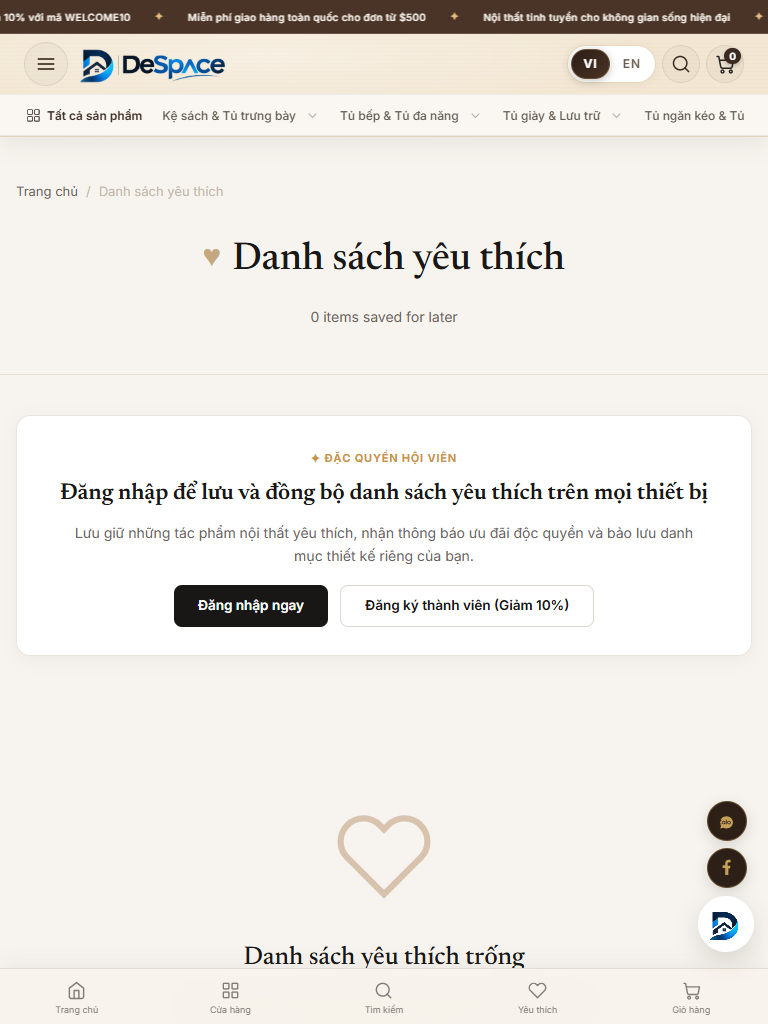 10% với mã WELCOME10 ✦ Miễn phí giao hàng toàn quốc cho đơn từ $500 ✦ Nội thất tinh tuyển cho không gian sống hiện đại ✦
DeSpace
VI EN
0
Tất cả sản phẩm Kệ sách & Tủ trưng bày Tủ bếp & Tủ đa năng Tủ giày & Lưu trữ Tủ ngăn kéo & Tủ
Trang chủ / Danh sách yêu thích
♥ Danh sách yêu thích
0 items saved for later
✦ ĐẶC QUYỀN HỘI VIÊN
Đăng nhập để lưu và đồng bộ danh sách yêu thích trên mọi thiết bị
Lưu giữ những tác phẩm nội thất yêu thích, nhận thông báo ưu đãi độc quyền và bảo lưu danh
mục thiết kế riêng của bạn.
Đăng nhập ngay Đăng ký thành viên (Giảm 10%)
Zalo
Danh sách yêu thích trống
Trang chủ Cửa hàng Tìm kiếm Yêu thích Giỏ hàng